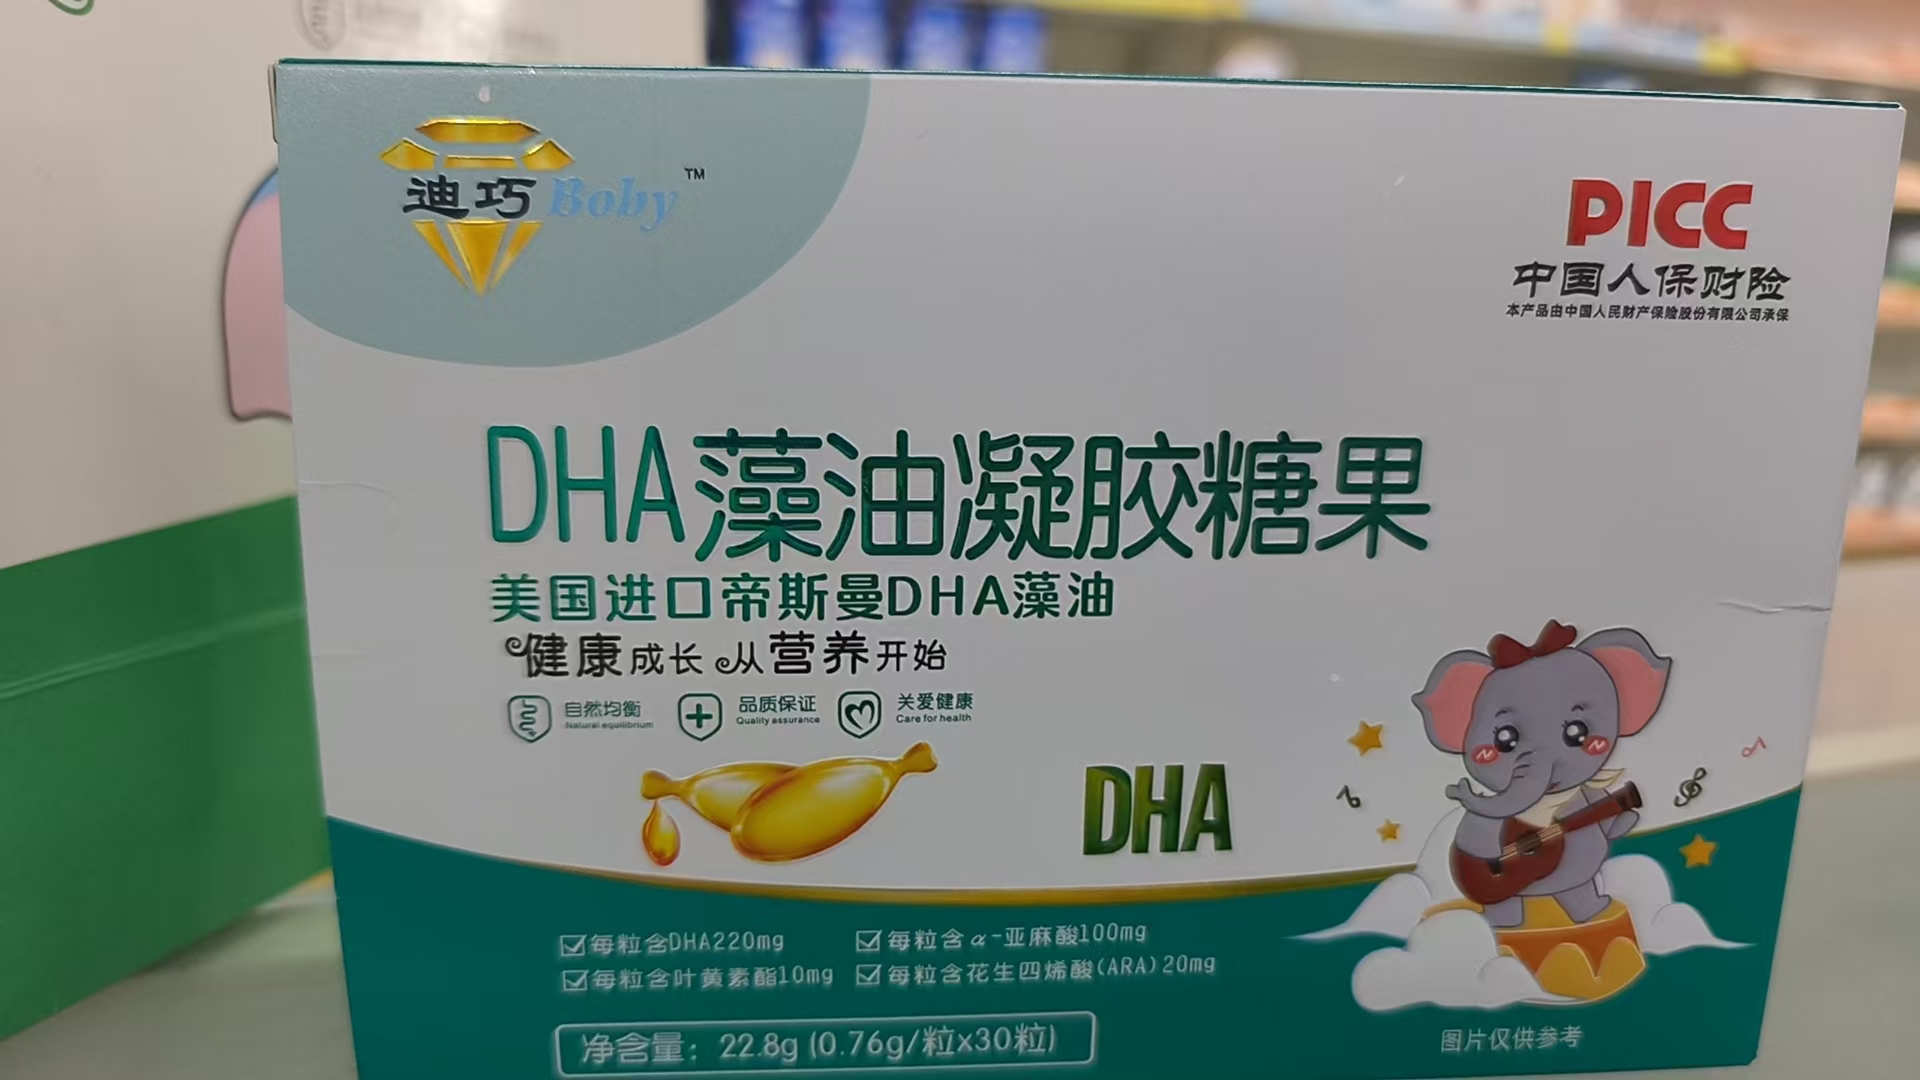 迪巧Boby™
PICC
中国人保财险
本产品由中国人民财产保险股份有限公司承保
DHA藻油凝胶糖果
美国进口帝斯曼DHA藻油
健康成长 从营养开始
自然均衡
Natural equilibrium
品质保证
Quality assurance
关爱健康
Care for health
DHA
每粒含DHA220mg
每粒含α-亚麻酸100mg
每粒含叶黄素酯10mg
每粒含花生四烯酸(ARA)20mg
净含量：22.8g (0.76g/粒x30粒)
图片仅供参考